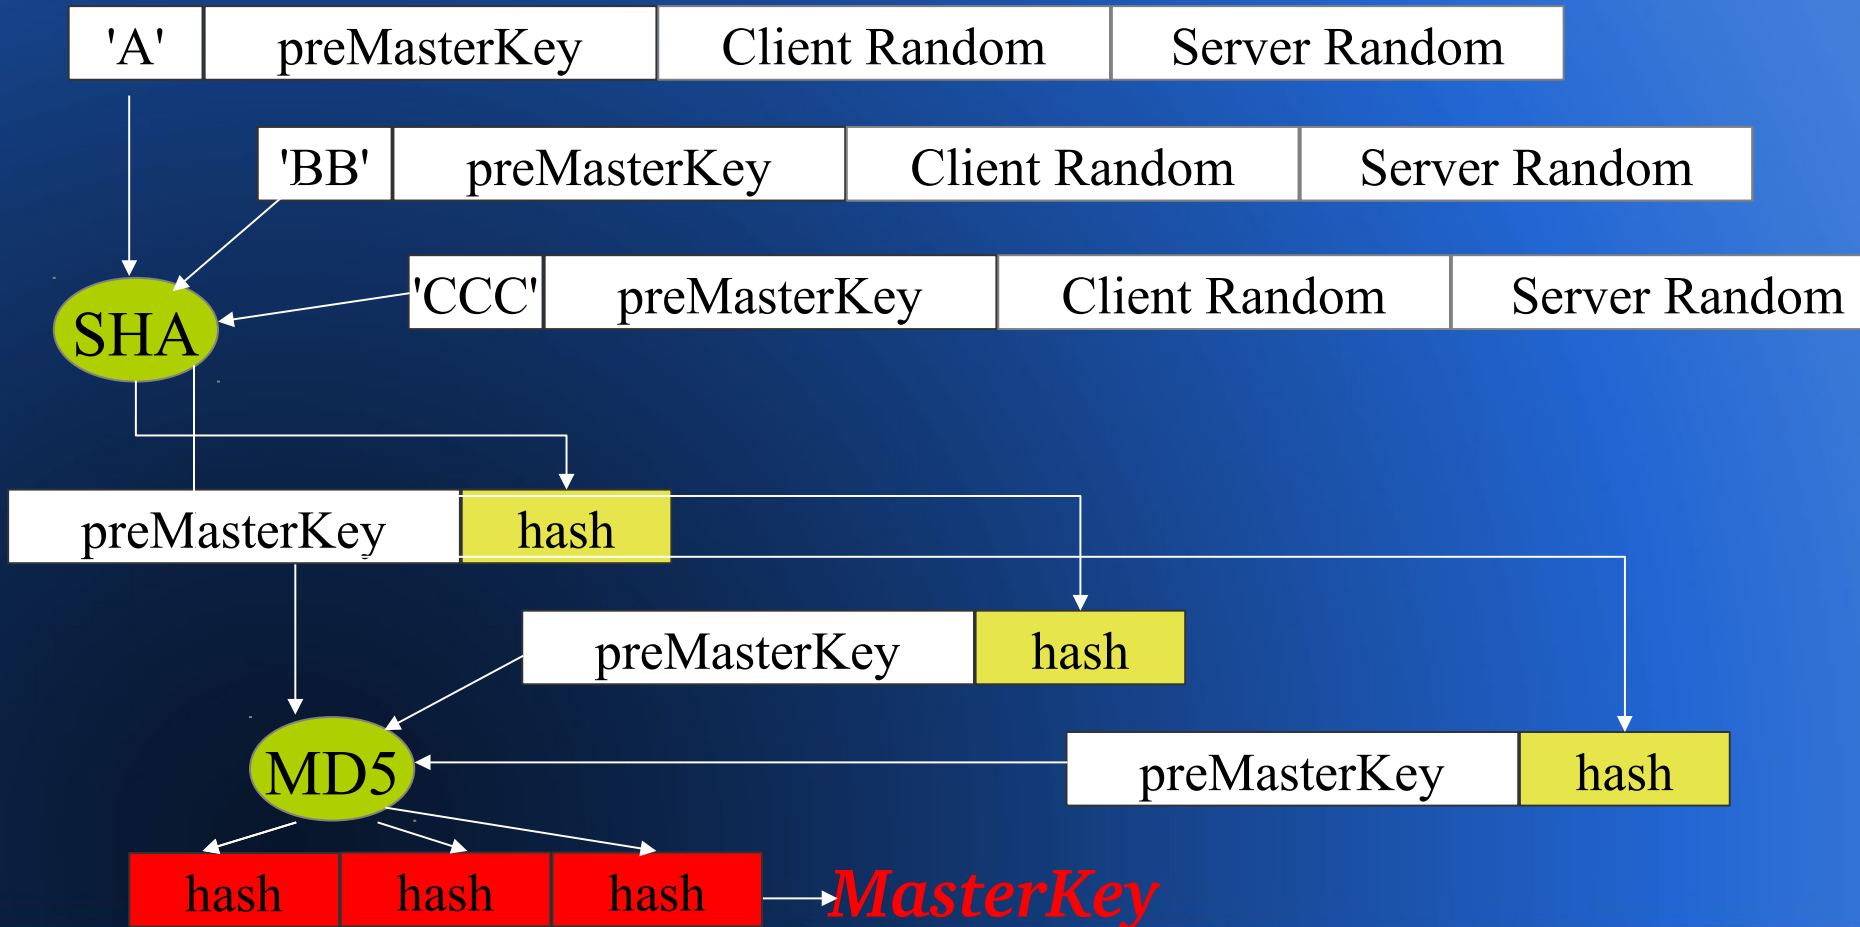 'A' preMasterKey Client Random Server Random
'BB' preMasterKey Client Random Server Random
'CCC' preMasterKey Client Random Server Random
SHA
preMasterKey hash
preMasterKey hash
preMasterKey hash
MD5
hash hash hash MasterKey